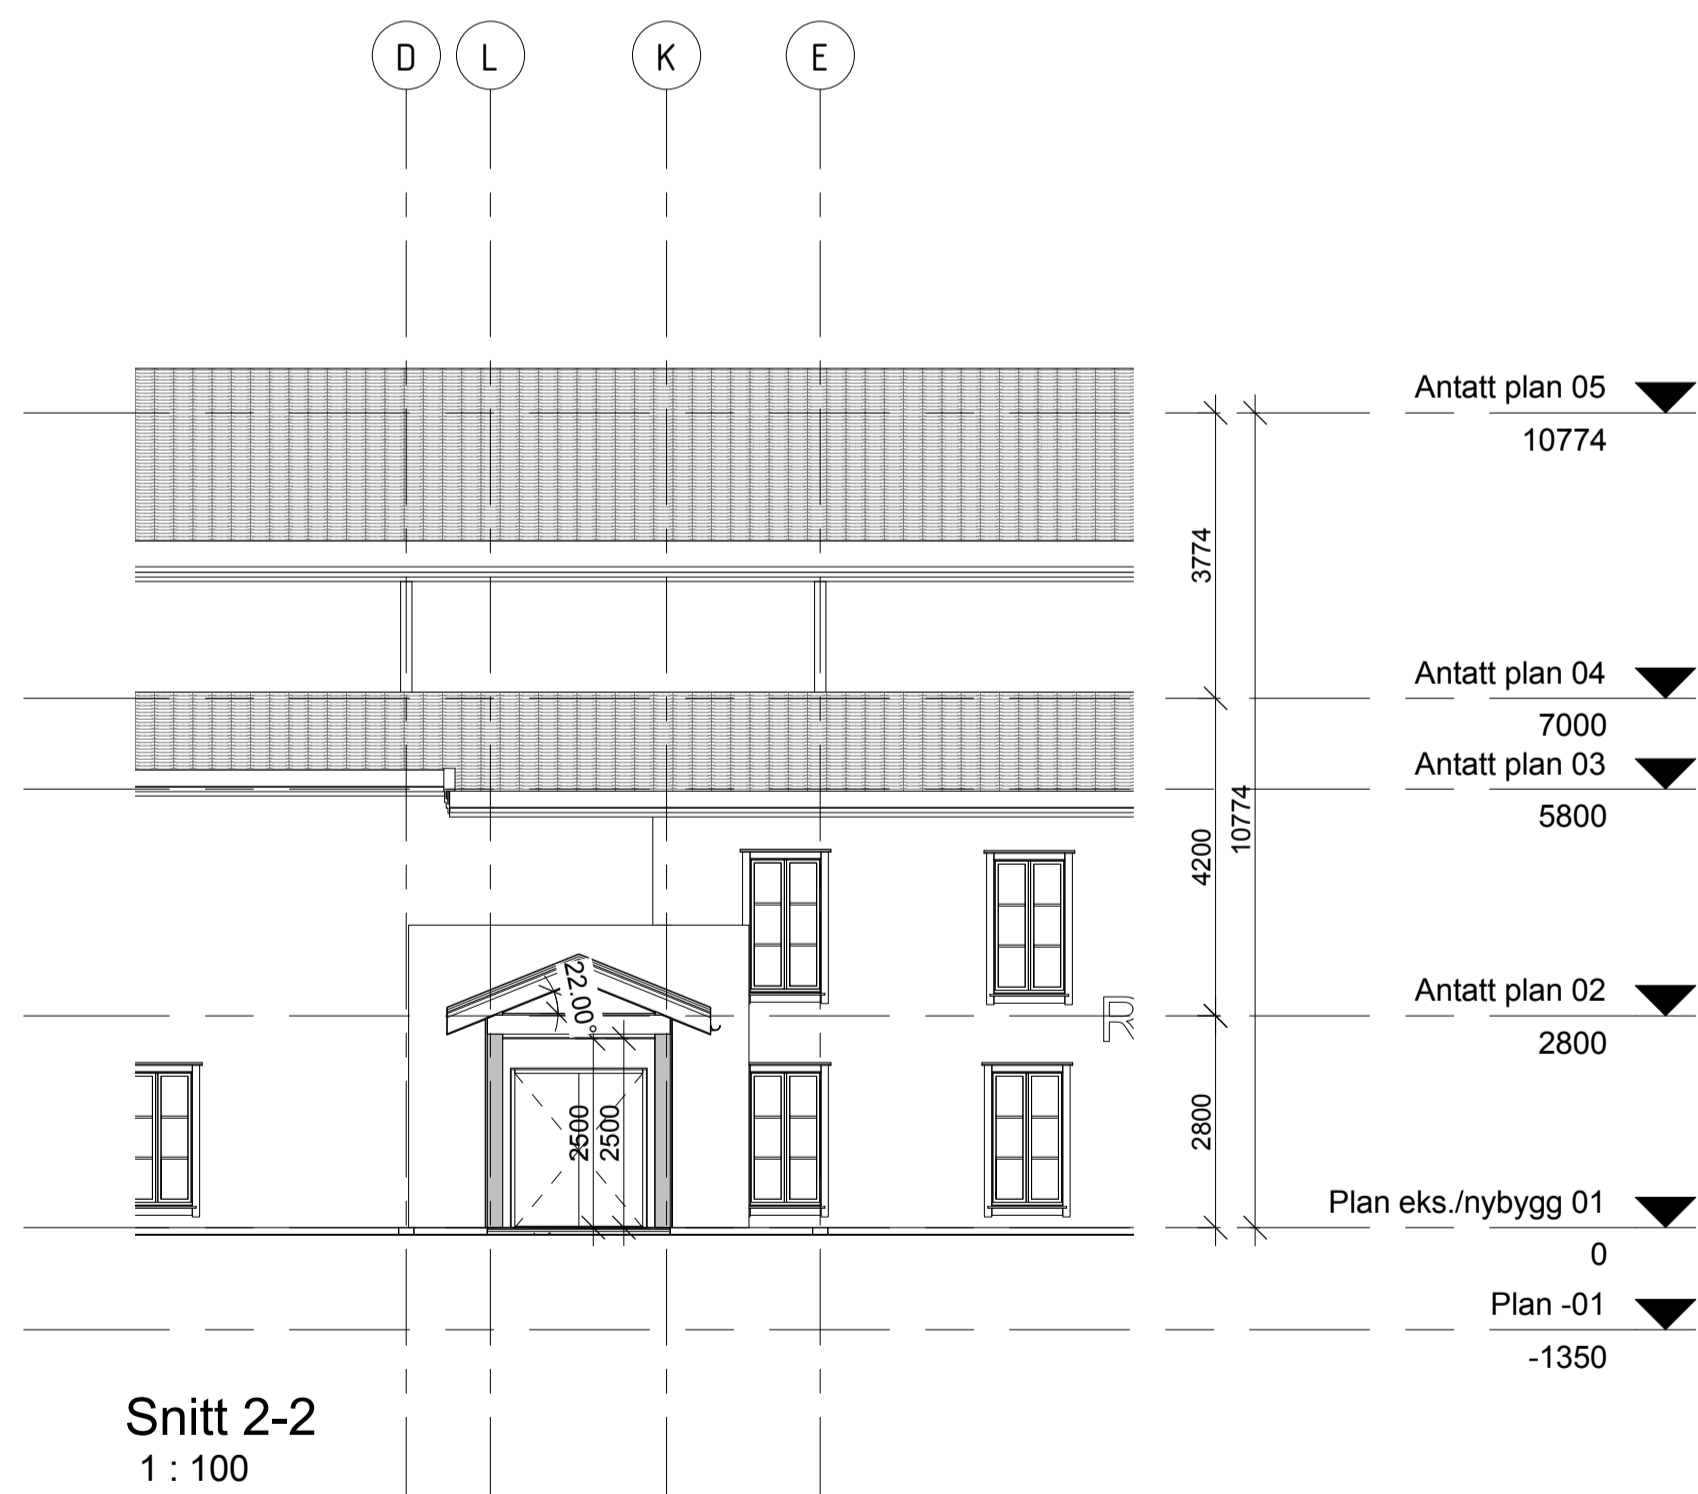 D L K E
Antatt plan 05
10774
3774
Antatt plan 04
7000
Antatt plan 03
5800
10774
4200
22.00°
Antatt plan 02
2800
R
2500
2500
2800
Plan eks./nybygg 01
0
Plan -01
-1350
Snitt 2-2
1 : 100